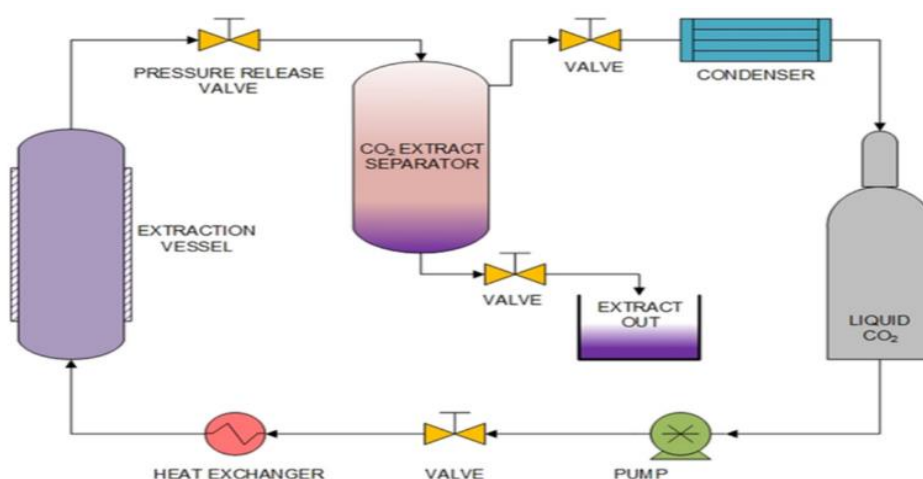 PRESSURE RELEASE
VALVE
VALVE
CONDENSER
CO₂ EXTRACT
SEPARATOR
EXTRACTION
VESSEL
VALVE
EXTRACT
OUT
LIQUID
CO₂
HEAT EXCHANGER
VALVE
PUMP